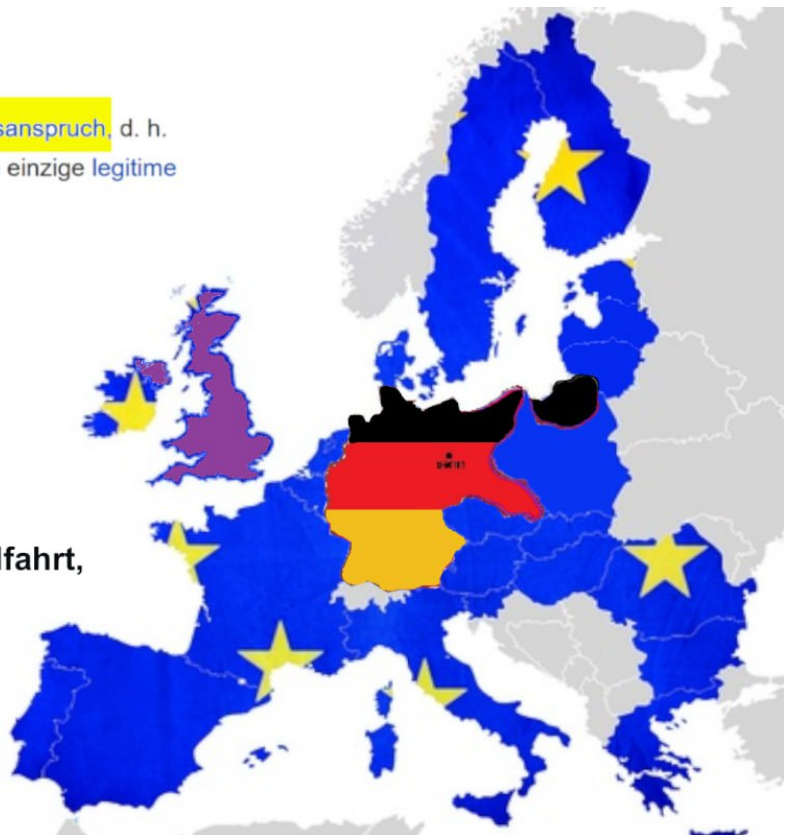 sanspruch, d. h.
einzige legitime
lfahrt,